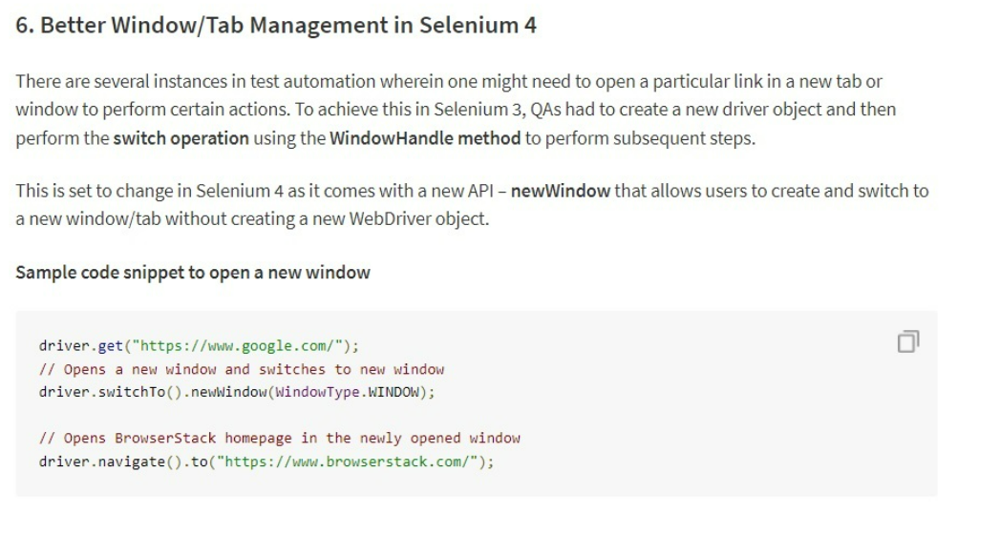 6. Better Window/Tab Management in Selenium 4
There are several instances in test automation wherein one might need to open a particular link in a new tab or
window to perform certain actions. To achieve this in Selenium 3, QAs had to create a new driver object and then
perform the switch operation using the WindowHandle method to perform subsequent steps.
This is set to change in Selenium 4 as it comes with a new API – newWindow that allows users to create and switch to
a new window/tab without creating a new WebDriver object.
Sample code snippet to open a new window
driver.get("https://www.google.com/");
// Opens a new window and switches to new window
driver.switchTo().newWindow(WindowType.WINDOW);
// Opens BrowserStack homepage in the newly opened window
driver.navigate().to("https://www.browserstack.com/");